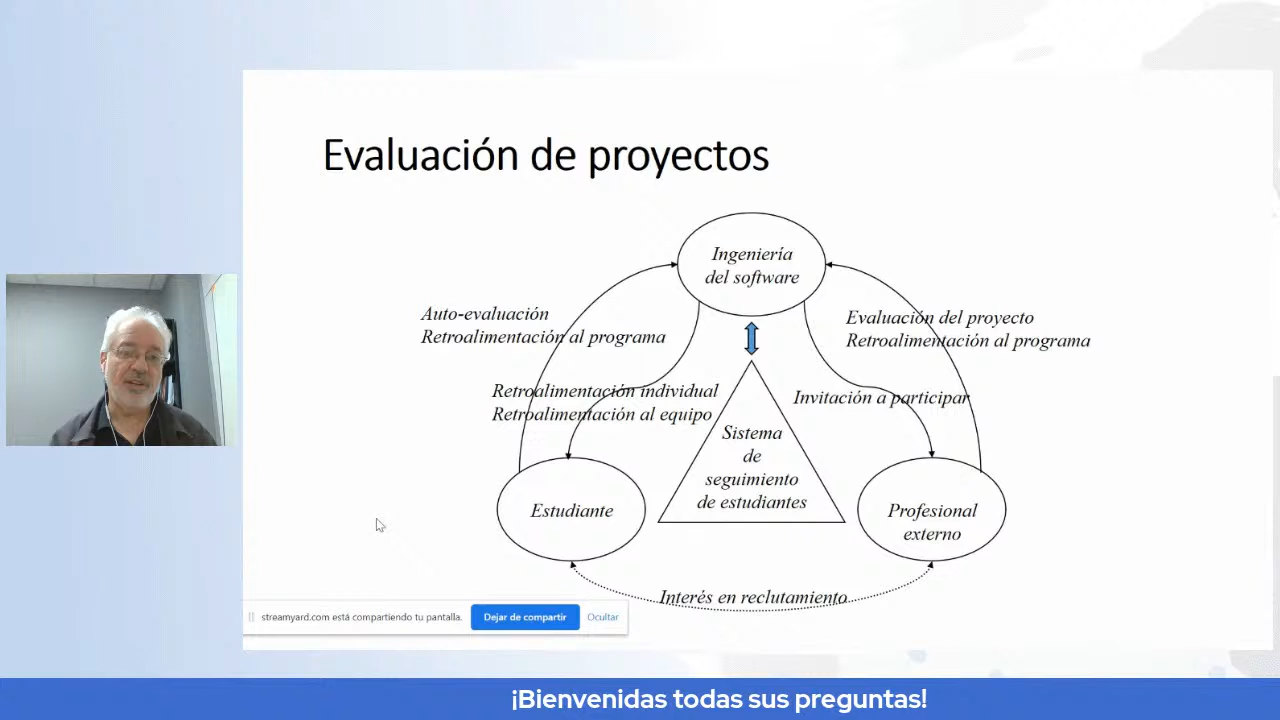 Evaluación de proyectos
Ingeniería
del software
Auto-evaluación
Retroalimentación al programa
Evaluación del proyecto
Retroalimentación al programa
Retroalimentación individual
Retroalimentación al equipo
Invitación a participar
Sistema
de
seguimiento
de estudiantes
Estudiante
Profesional
externo
Interés en reclutamiento
streamyard.com está compartiendo tu pantalla.
Dejar de compartir
Ocultar
¡Bienvenidas todas sus preguntas!